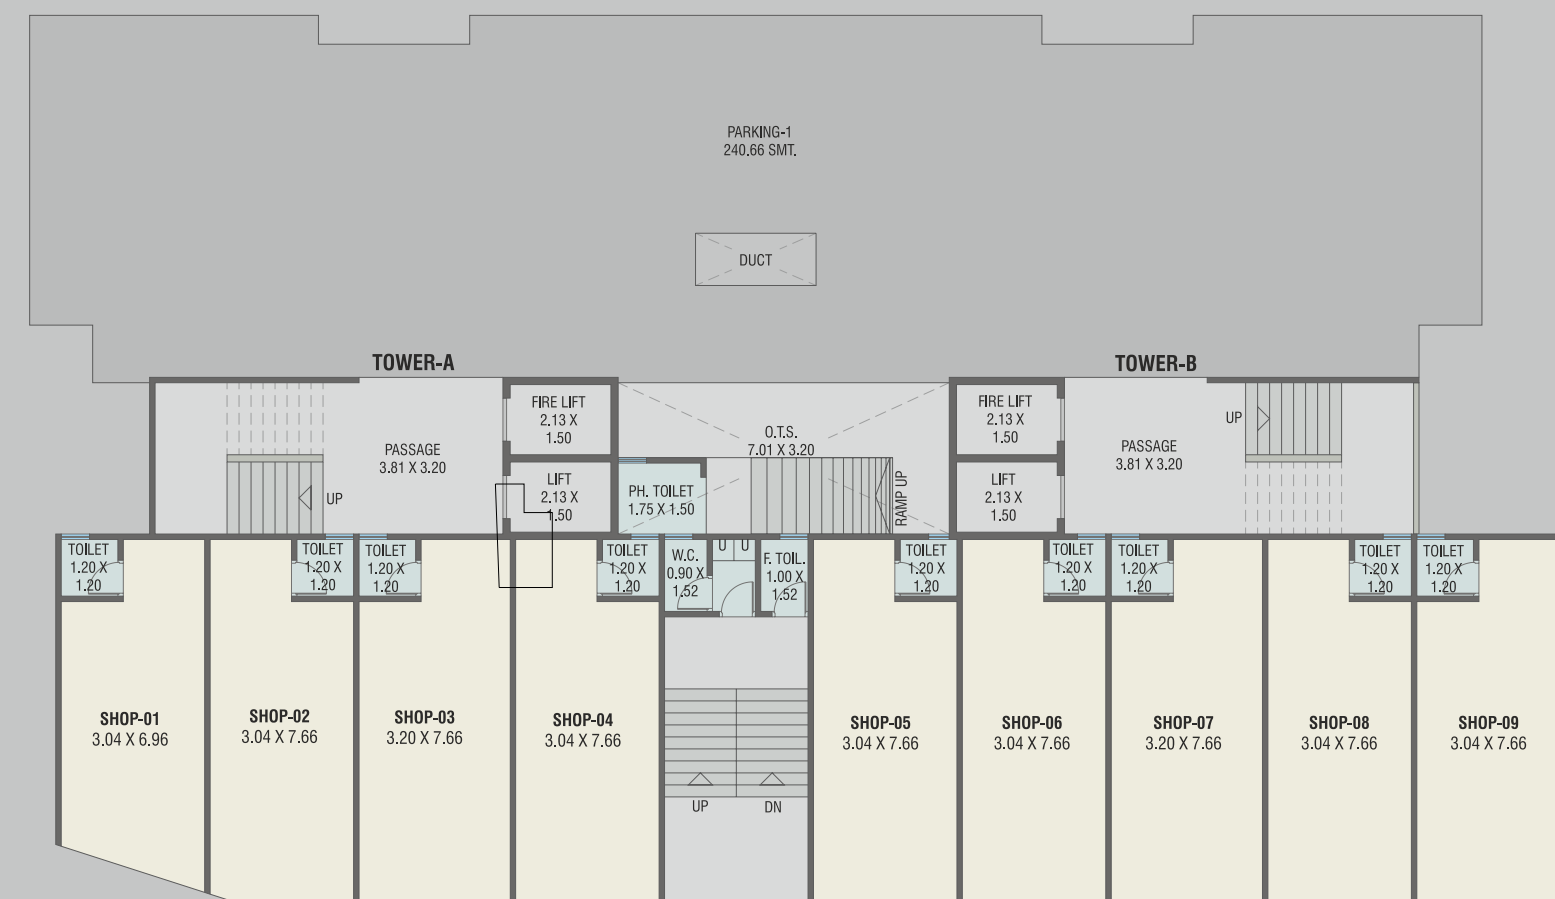 PARKING-1
240.66 SMT.
DUCT
TOWER-A
TOWER-B
FIRE LIFT
2.13 X
1.50
FIRE LIFT
2.13 X
1.50
UP
O.T.S.
7.01 X 3.20
PASSAGE
3.81 X 3.20
PASSAGE
3.81 X 3.20
LIFT
2.13 X
1.50
LIFT
2.13 X
1.50
UP
PH. TOILET
1.75 X 1.50
RAMP UP
TOILET
1.20 X
1.20
TOILET
1.20 X
1.20
TOILET
1.20 X
1.20
TOILET
1.20 X
1.20
W.C.
0.90 X
1.52
U U
F. TOIL.
1.00 X
1.52
TOILET
1.20 X
1.20
TOILET
1.20 X
1.20
TOILET
1.20 X
1.20
TOILET
1.20 X
1.20
TOILET
1.20 X
1.20
SHOP-01
3.04 X 6.96
SHOP-02
3.04 X 7.66
SHOP-03
3.20 X 7.66
SHOP-04
3.04 X 7.66
SHOP-05
3.04 X 7.66
SHOP-06
3.04 X 7.66
SHOP-07
3.20 X 7.66
SHOP-08
3.04 X 7.66
SHOP-09
3.04 X 7.66
UP
DN